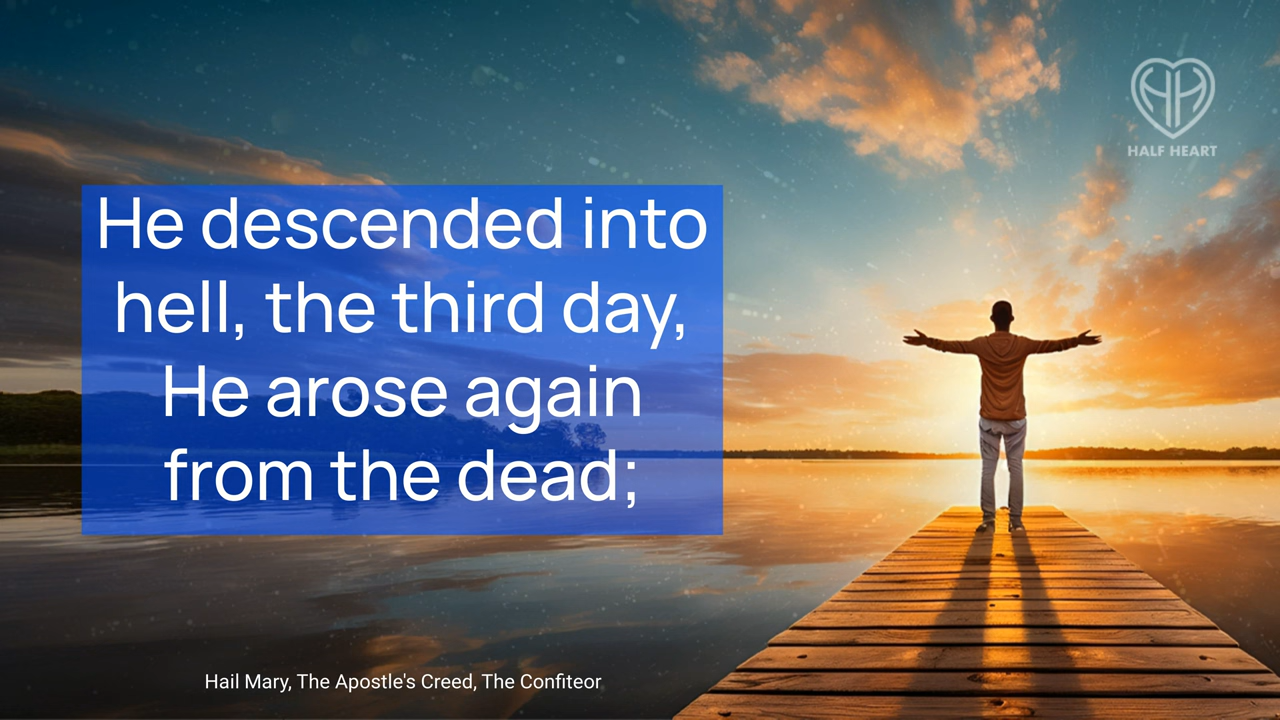 HALF HEART
He descended into
hell, the third day,
He arose again
from the dead;
Hail Mary, The Apostle's Creed, The Confiteor